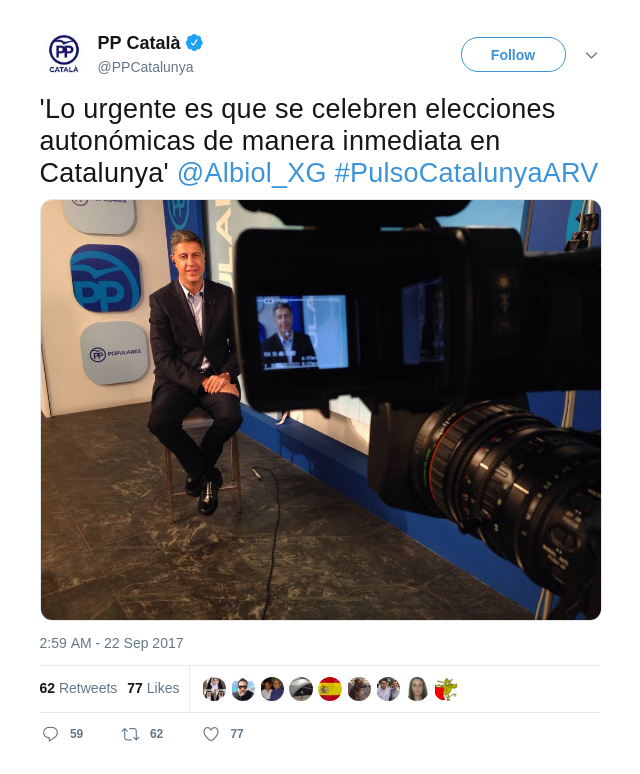 PP
CATALÀ
PP Català
@PPCatalunya
Follow
'Lo urgente es que se celebren elecciones
autonómicas de manera inmediata en
Catalunya' @Albiol_XG #PulsoCatalunyaARV
PP
PP POPULARES
2:59 AM - 22 Sep 2017
62 Retweets 77 Likes
59 62 77